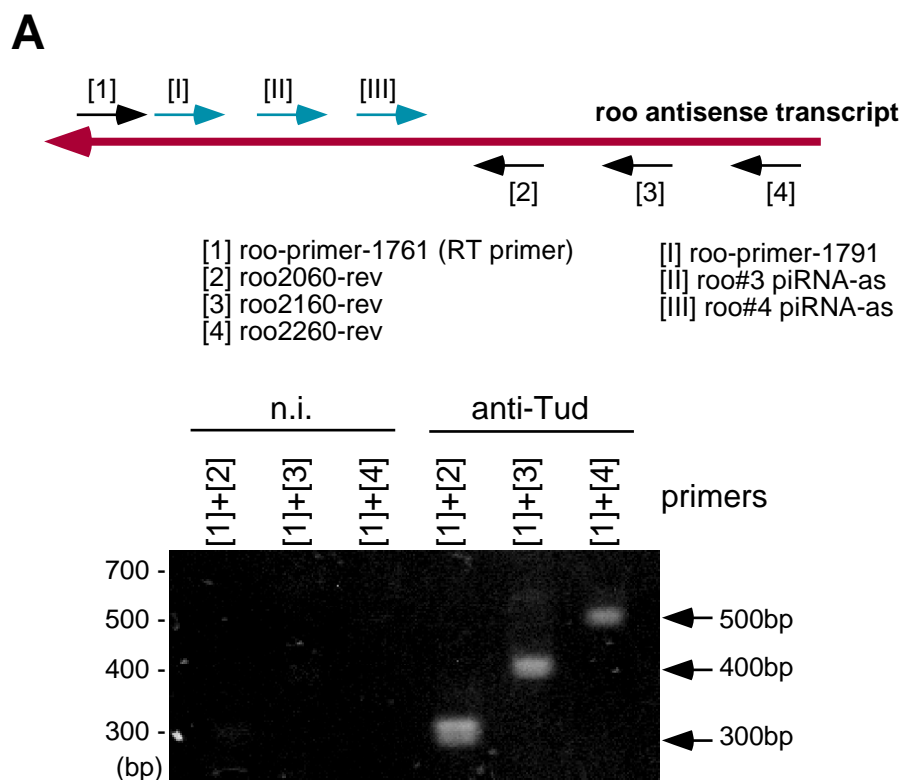 A
[1] [I] [II] [III]
roo antisense transcript
[2] [3] [4]
[1] roo-primer-1761 (RT primer)
[2] roo2060-rev
[3] roo2160-rev
[4] roo2260-rev
[I] roo-primer-1791
[II] roo#3 piRNA-as
[III] roo#4 piRNA-as
n.i. anti-Tud
[1]+[2] [1]+[3] [1]+[4] [1]+[2] [1]+[3] [1]+[4] primers
700 -
500 - 500bp
400 - 400bp
300 - 300bp
(bp)